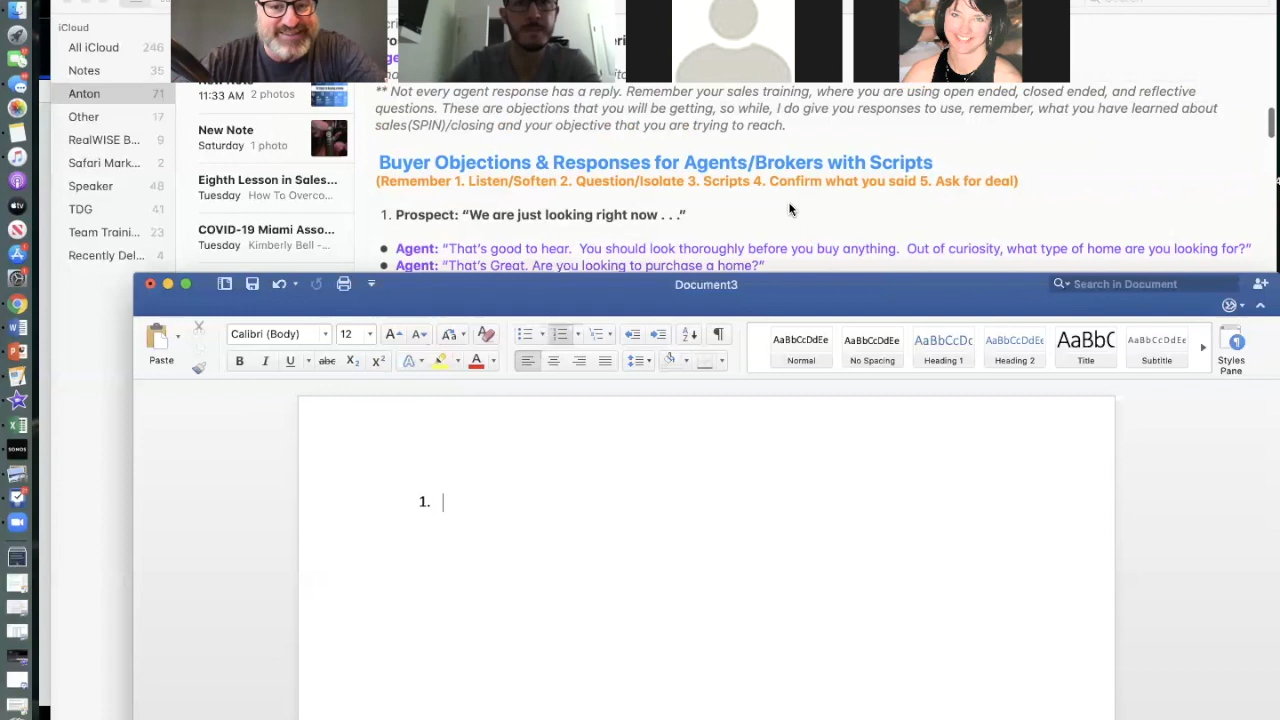 iCloud
All iCloud 246
Notes 35
Anton 71
Other 17
RealWISE B... 9
Safari Mark... 2
Speaker 48
TDG 41
Team Traini... 23
Recently Del... 4
11:33 AM 2 photos
New Note
Saturday 1 photo
Eighth Lesson in Sales...
Tuesday How To Overco...
COVID-19 Miami Asso...
Tuesday Kimberly Bell -...
** Not every agent response has a reply. Remember your sales training, where you are using open ended, closed ended, and reflective
questions. These are objections that you will be getting, so while, I do give you responses to use, remember, what you have learned about
sales(SPIN)/closing and your objective that you are trying to reach.
Buyer Objections & Responses for Agents/Brokers with Scripts
(Remember 1. Listen/Soften 2. Question/Isolate 3. Scripts 4. Confirm what you said 5. Ask for deal)
1. Prospect: “We are just looking right now . . .”
● Agent: “That’s good to hear. You should look thoroughly before you buy anything. Out of curiosity, what type of home are you looking for?”
● Agent: “That’s Great. Are you looking to purchase a home?”
Document3
Search in Document
Paste
Calibri (Body) 12
B I U abc X₂ X²
AaBbCcDdEe AaBbCcDdEe AaBbCcDc AaBbCcDdEe AaBbC AaBbCcDdEe
Normal No Spacing Heading 1 Heading 2 Title Subtitle
Styles
Pane
1.